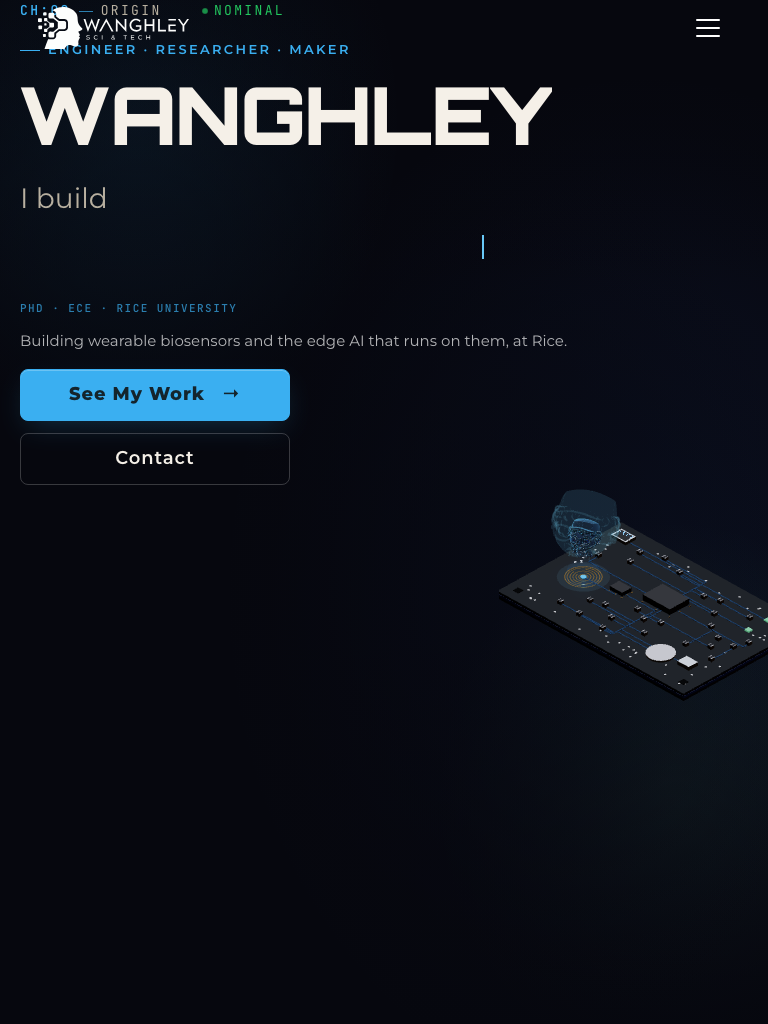 ORIGIN
NOMINAL
WANGHLEY
SCI & TECH
ENGINEER · RESEARCHER · MAKER
WANGHLEY
I build
PHD · ECE · RICE UNIVERSITY
Building wearable biosensors and the edge AI that runs on them, at Rice.
See My Work →
Contact